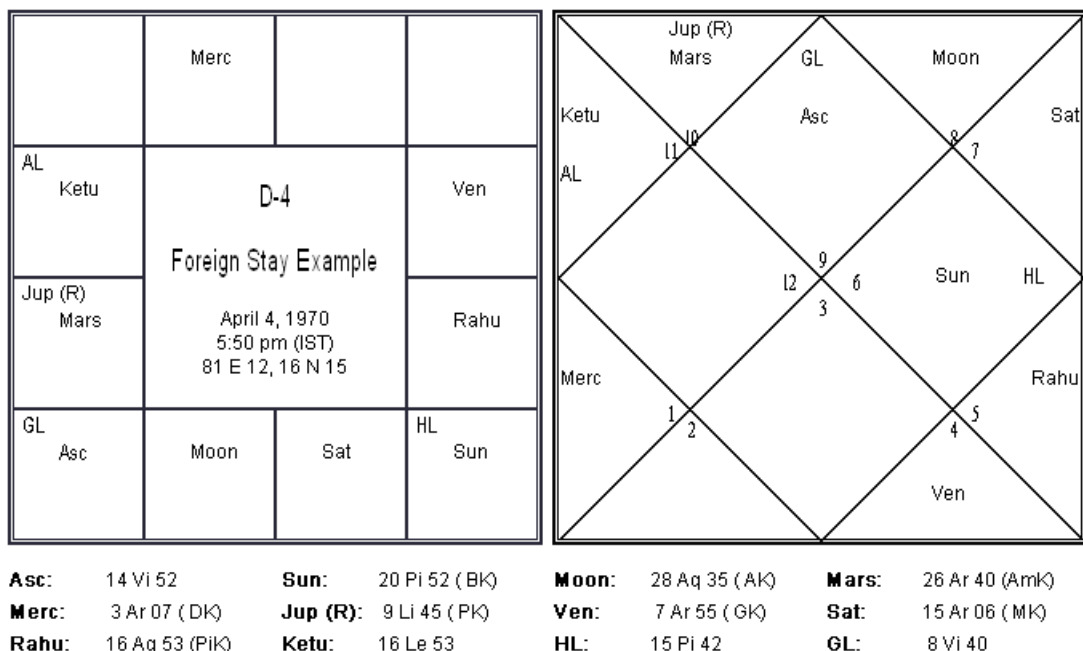 Merc
AL
Ketu
Ven
D-4
Foreign Stay Example
April 4, 1970
5:50 pm (IST)
81 E 12, 16 N 15
Jup (R)
Mars
Rahu
GL
Asc
Moon
Sat
HL
Sun
Jup (R)
Mars
GL
Moon
Ketu
Asc
Sat
10
8
11
7
AL
9
12
6
Sun
HL
3
Merc
Rahu
1
5
2
4
Ven
Asc: 14 Vi 52 Sun: 20 Pi 52 (BK) Moon: 28 Aq 35 (AK) Mars: 26 Ar 40 (AmK)
Merc: 3 Ar 07 (DK) Jup (R): 9 Li 45 (PK) Ven: 7 Ar 55 (GK) Sat: 15 Ar 06 (MK)
Rahu: 16 Aq 53 (PiK) Ketu: 16 Le 53 HL: 15 Pi 42 GL: 8 Vi 40